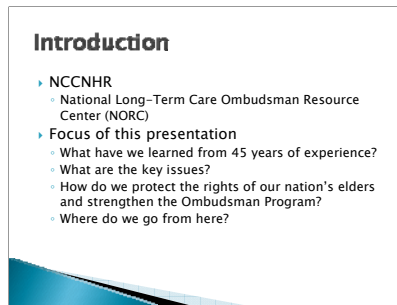 Introduction
NCCNHR
National Long-Term Care Ombudsman Resource
Center (NORC)
Focus of this presentation
What have we learned from 45 years of experience?
What are the key issues?
How do we protect the rights of our nation's elders
and strengthen the Ombudsman Program?
Where do we go from here?